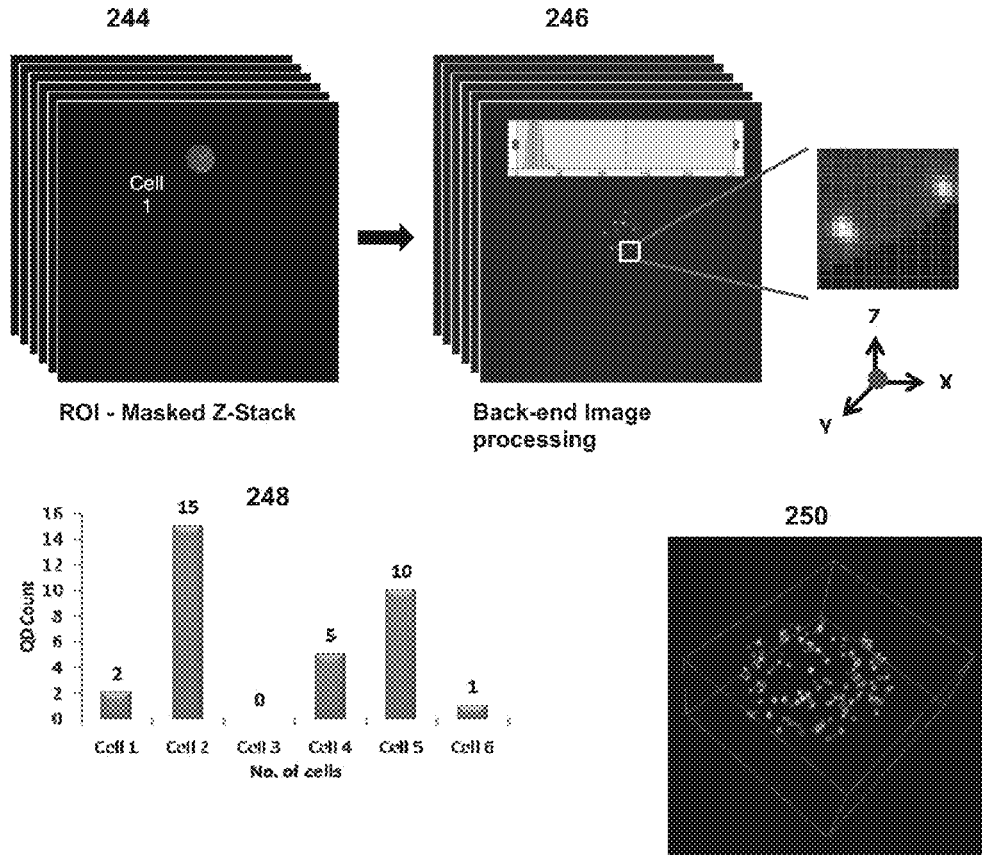 244
246
Cell
1
Z
X
Y
ROI - Masked Z-Stack
Back-end Image
processing
248
250
QD Count
16
14
12
10
8
6
4
2
0
2
15
0
5
10
1
Cell 1 Cell 2 Cell 3 Cell 4 Cell 5 Cell 6
No. of cells